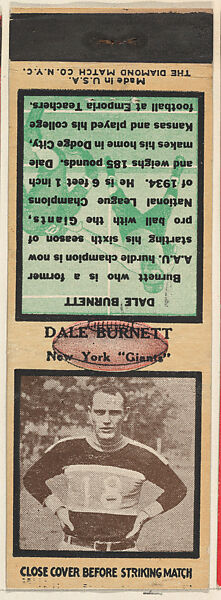 Made in U.S.A.
THE DIAMOND MATCH CO. N.Y.C.
DALE BURNETT
Burnett who is a former
A.A.U. hurdle champion is now
starting his sixth season of
pro ball with the Giants,
National League Champions
of 1934. He is 6 feet 1 inch
and weighs 185 pounds. Dale
makes his home in Dodge City,
Kansas and played his college
football at Emporia Teachers.
DALE BURNETT
New York "Giants"
18
CLOSE COVER BEFORE STRIKING MATCH